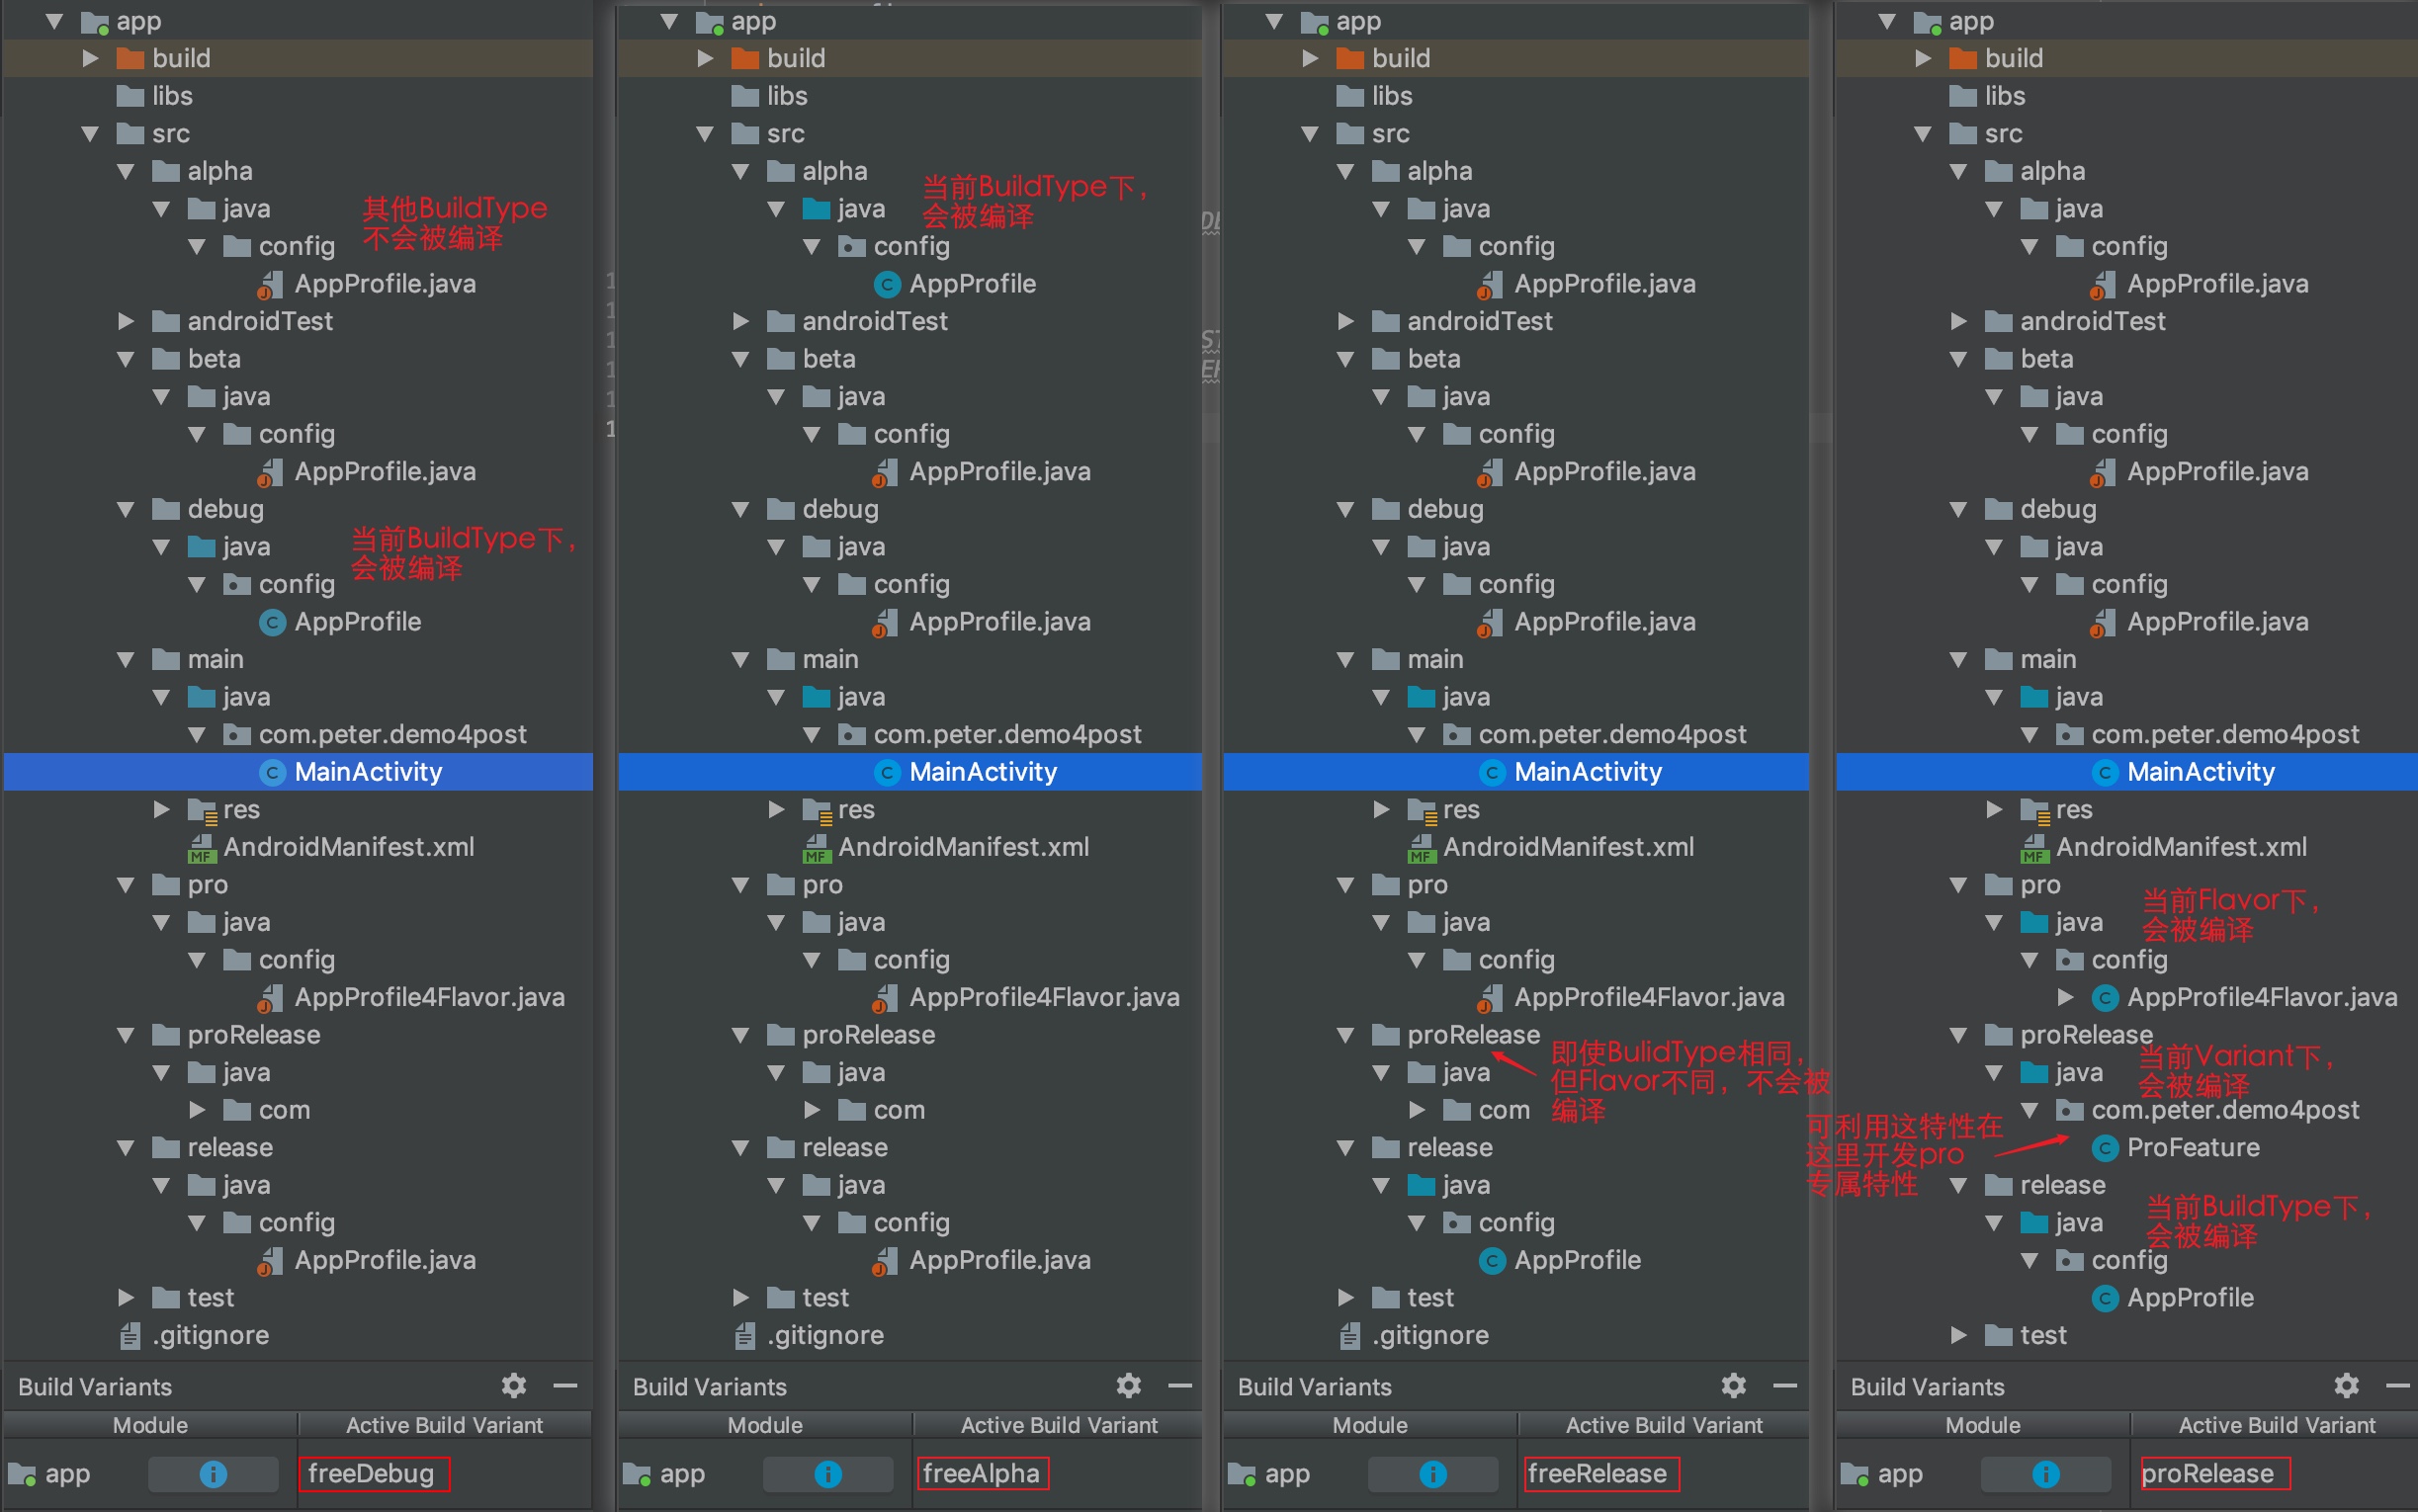 app
build
libs
src
alpha
java
其他BuildType
不会被编译
config
AppProfile.java
androidTest
beta
java
config
AppProfile.java
debug
java
当前BuildType下，
会被编译
config
AppProfile
main
java
com.peter.demo4post
MainActivity
res
MF AndroidManifest.xml
pro
java
config
AppProfile4Flavor.java
proRelease
java
com
release
java
config
AppProfile.java
test
.gitignore
Build Variants
Module Active Build Variant
app freeDebug
app
build
libs
src
alpha
当前BuildType下，
会被编译
java
config
AppProfile
androidTest
beta
java
config
AppProfile.java
debug
java
config
AppProfile.java
main
java
com.peter.demo4post
MainActivity
res
MF AndroidManifest.xml
pro
java
config
AppProfile4Flavor.java
proRelease
java
com
release
java
config
AppProfile.java
test
.gitignore
Build Variants
Module Active Build Variant
app freeAlpha
app
build
libs
src
alpha
java
config
AppProfile.java
androidTest
beta
java
config
AppProfile.java
debug
java
config
AppProfile.java
main
java
com.peter.demo4post
MainActivity
res
MF AndroidManifest.xml
pro
java
config
AppProfile4Flavor.java
proRelease
即使BulidType相同，
但Flavor不同，不会被
编译
java
com
release
java
config
AppProfile
test
.gitignore
Build Variants
Module Active Build Variant
app freeRelease
app
build
libs
src
alpha
java
config
AppProfile.java
androidTest
beta
java
config
AppProfile.java
debug
java
config
AppProfile.java
main
java
com.peter.demo4post
MainActivity
res
MF AndroidManifest.xml
pro
当前Flavor下，
会被编译
java
config
AppProfile4Flavor.java
proRelease
当前Variant下，
会被编译
java
com.peter.demo4post
可利用这特性在
这里开发pro
专属特性
ProFeature
release
当前BuildType下，
会被编译
java
config
AppProfile
test
Build Variants
Module Active Build Variant
app proRelease